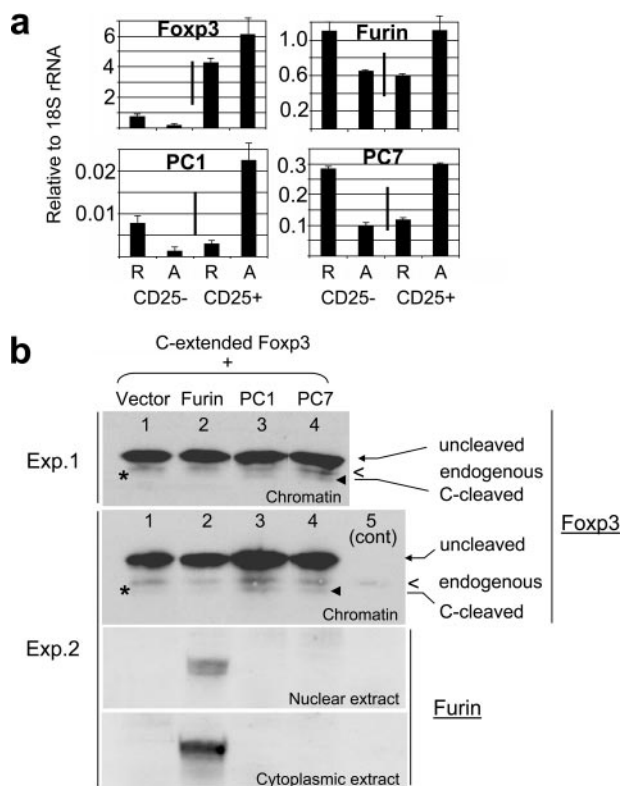 a
Relative to 18S rRNA
Foxp3
6
4
2
Furin
1.0
0.6
0.2
PC1
0.02
0.01
PC7
0.3
0.2
0.1
R A R A
CD25- CD25+
R A R A
CD25- CD25+
b
C-extended Foxp3
+
Vector Furin PC1 PC7
Exp.1
1 2 3 4
*
Chromatin
uncleaved
< endogenous
C-cleaved
Foxp3
Exp.2
1 2 3 4 5
(cont)
*
Chromatin
uncleaved
< endogenous
C-cleaved
Nuclear extract
Furin
Cytoplasmic extract